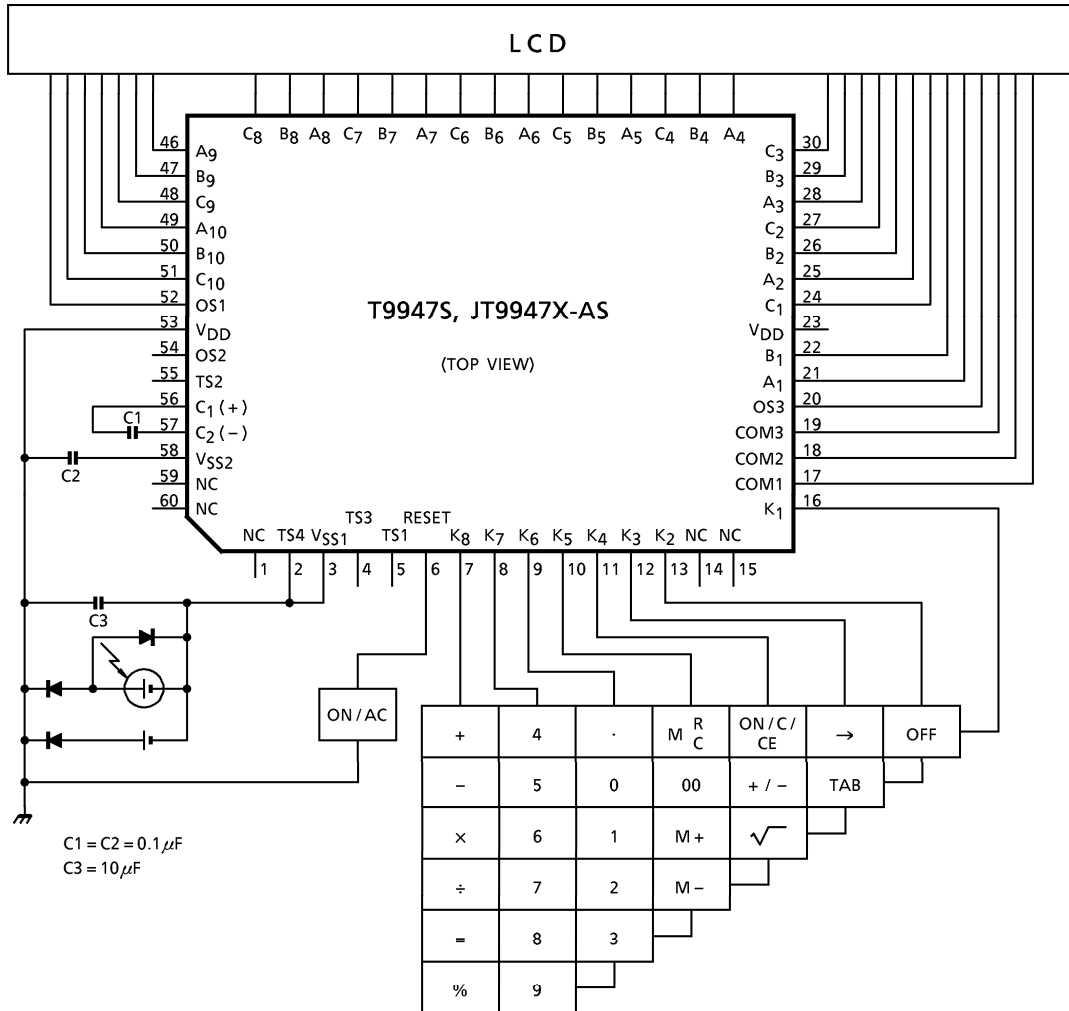 LCD
C8 B8 A8 C7 B7 A7 C6 B6 A6 C5 B5 A5 C4 B4 A4
46 A9
47 B9
48 C9
49 A10
50 B10
51 C10
52 OS1
53 VDD
54 OS2
55 TS2
56 C1 (+)
57 C2 (−)
58 VSS2
59 NC
60 NC
C1
C2
T9947S, JT9947X-AS
(TOP VIEW)
C3 30
B3 29
A3 28
C2 27
B2 26
A2 25
C1 24
VDD 23
B1 22
A1 21
OS3 20
COM3 19
COM2 18
COM1 17
K1 16
NC TS4 VSS1 TS3 TS1 RESET K8 K7 K6 K5 K4 K3 K2 NC NC
1 2 3 4 5 6 7 8 9 10 11 12 13 14 15
C3
ON / AC
+ 4 · M R C ON / C / CE → OFF
− 5 0 00 + / − TAB
× 6 1 M + √
÷ 7 2 M −
= 8 3
% 9
C1 = C2 = 0.1 μF
C3 = 10 μF